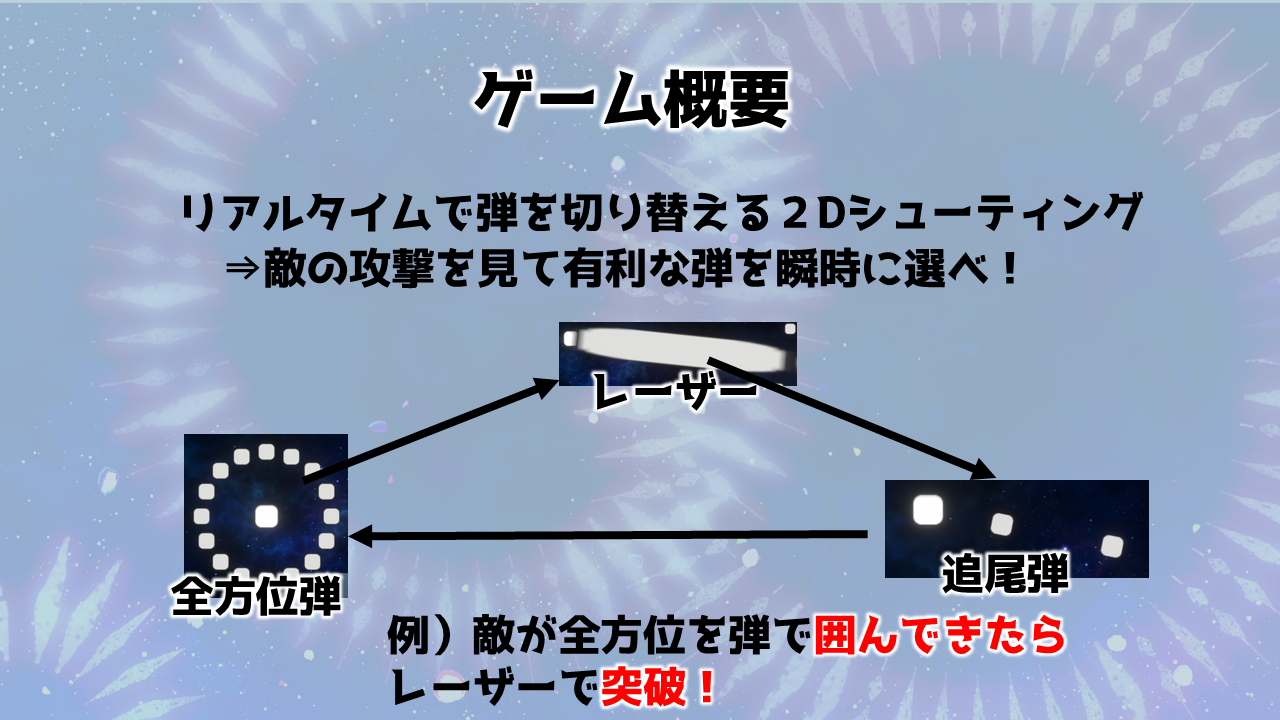 ゲーム概要
リアルタイムで弾を切り替える２Dシューティング
⇒敵の攻撃を見て有利な弾を瞬時に選べ！
レーザー
全方位弾
追尾弾
例）敵が全方位を弾で囲んできたら
レーザーで突破！